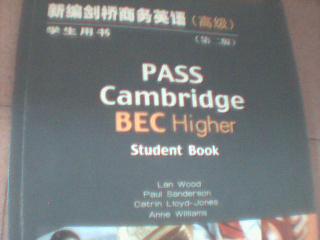 新编剑桥商务英语（高级）
学生用书 （第二版）
PASS
Cambridge
BEC Higher
Student Book
Ian Wood
Paul Sanderson
Catrin Lloyd-Jones
Anne Williams